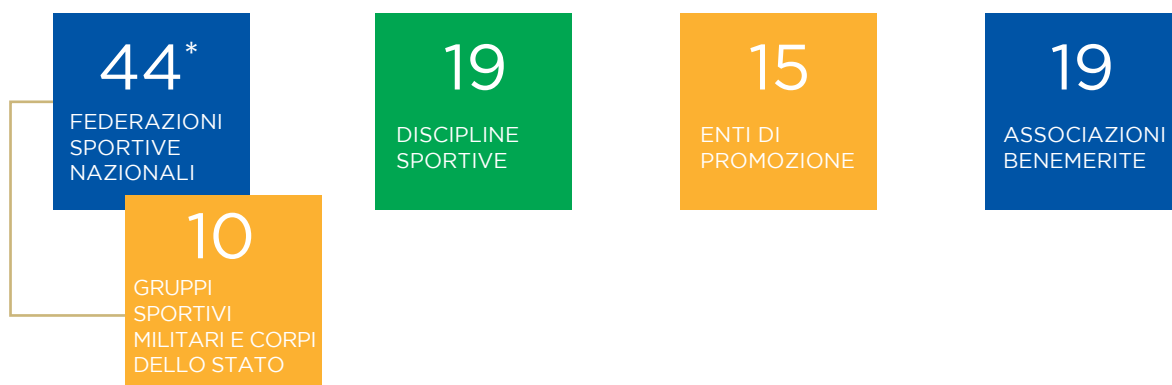 44*
FEDERAZIONI
SPORTIVE
NAZIONALI
10
GRUPPI
SPORTIVI
MILITARI E CORPI
DELLO STATO
19
DISCIPLINE
SPORTIVE
15
ENTI DI
PROMOZIONE
19
ASSOCIAZIONI
BENEMERITE